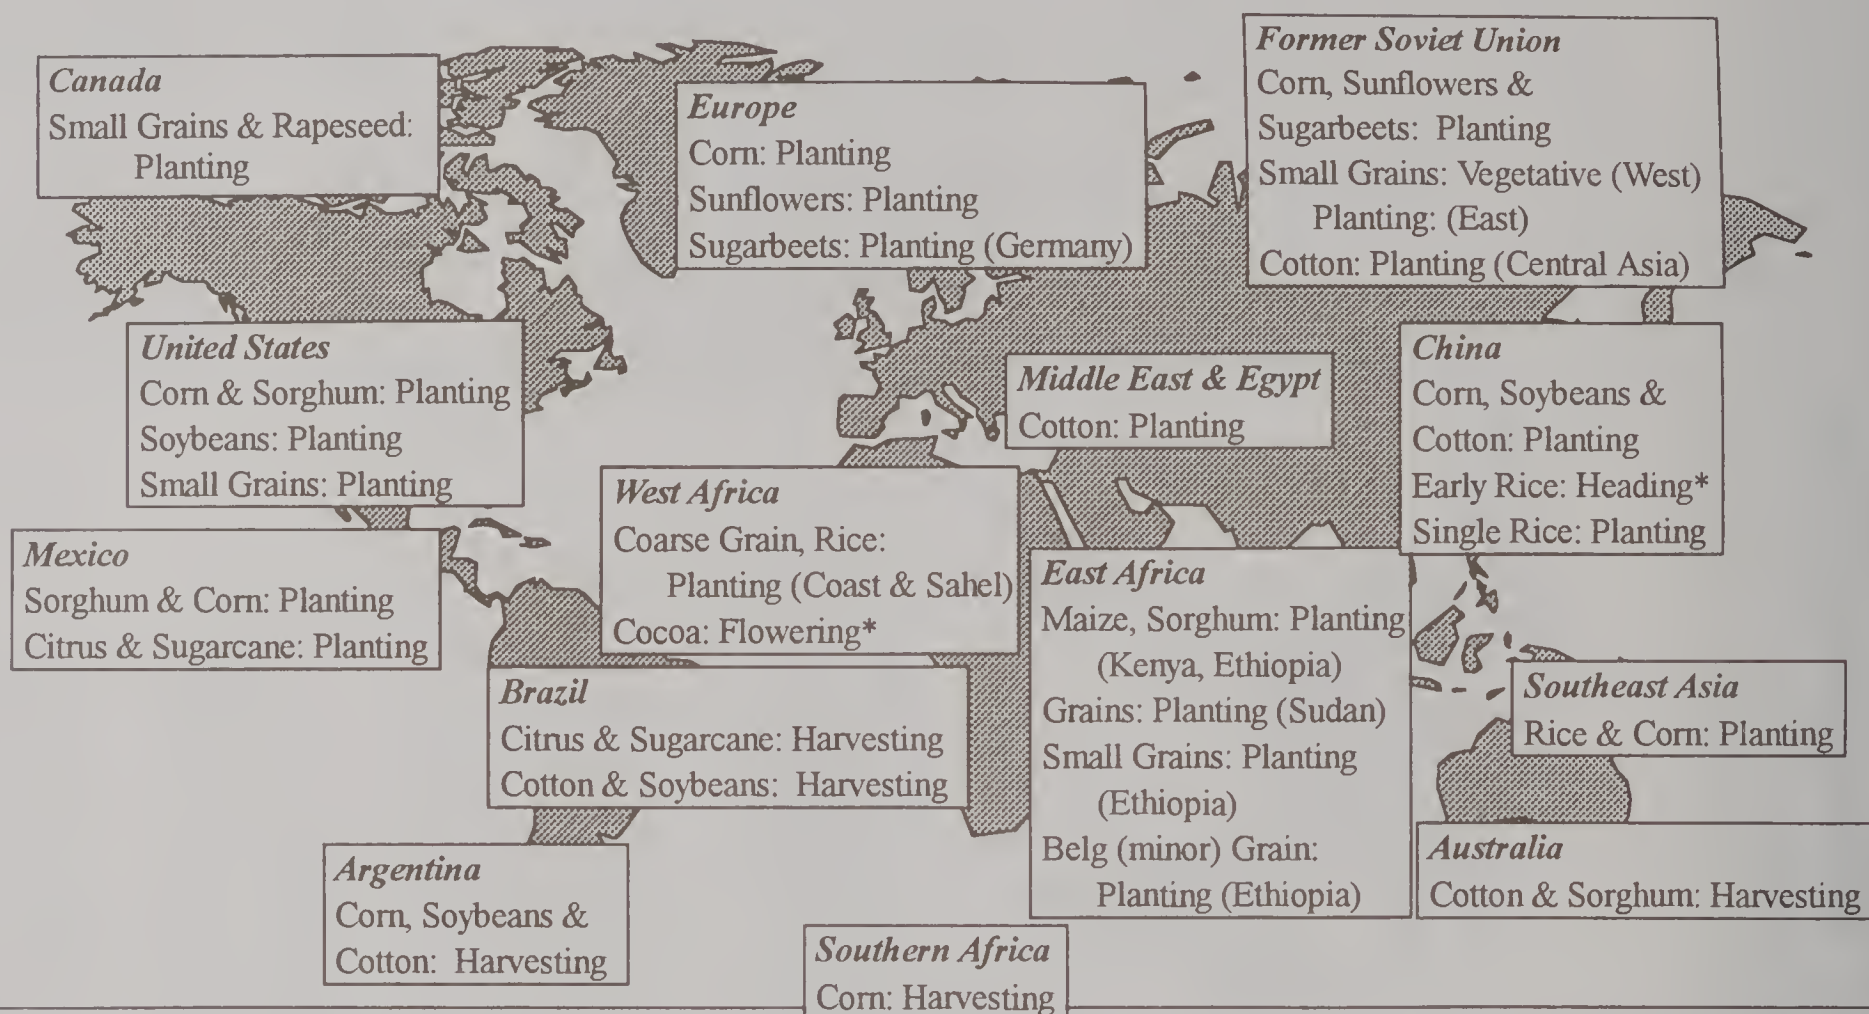 Canada
Small Grains & Rapeseed:
Planting
Europe
Corn: Planting
Sunflowers: Planting
Sugarbeets: Planting (Germany)
Former Soviet Union
Corn, Sunflowers &
Sugarbeets: Planting
Small Grains: Vegetative (West)
Planting: (East)
Cotton: Planting (Central Asia)
United States
Corn & Sorghum: Planting
Soybeans: Planting
Small Grains: Planting
Middle East & Egypt
Cotton: Planting
China
Corn, Soybeans &
Cotton: Planting
Early Rice: Heading*
Single Rice: Planting
Mexico
Sorghum & Corn: Planting
Citrus & Sugarcane: Planting
West Africa
Coarse Grain, Rice:
Planting (Coast & Sahel)
Cocoa: Flowering*
East Africa
Maize, Sorghum: Planting
(Kenya, Ethiopia)
Grains: Planting (Sudan)
Small Grains: Planting
(Ethiopia)
Belg (minor) Grain:
Planting (Ethiopia)
Southeast Asia
Rice & Corn: Planting
Brazil
Citrus & Sugarcane: Harvesting
Cotton & Soybeans: Harvesting
Argentina
Corn, Soybeans &
Cotton: Harvesting
Australia
Cotton & Sorghum: Harvesting
Southern Africa
Corn: Harvesting